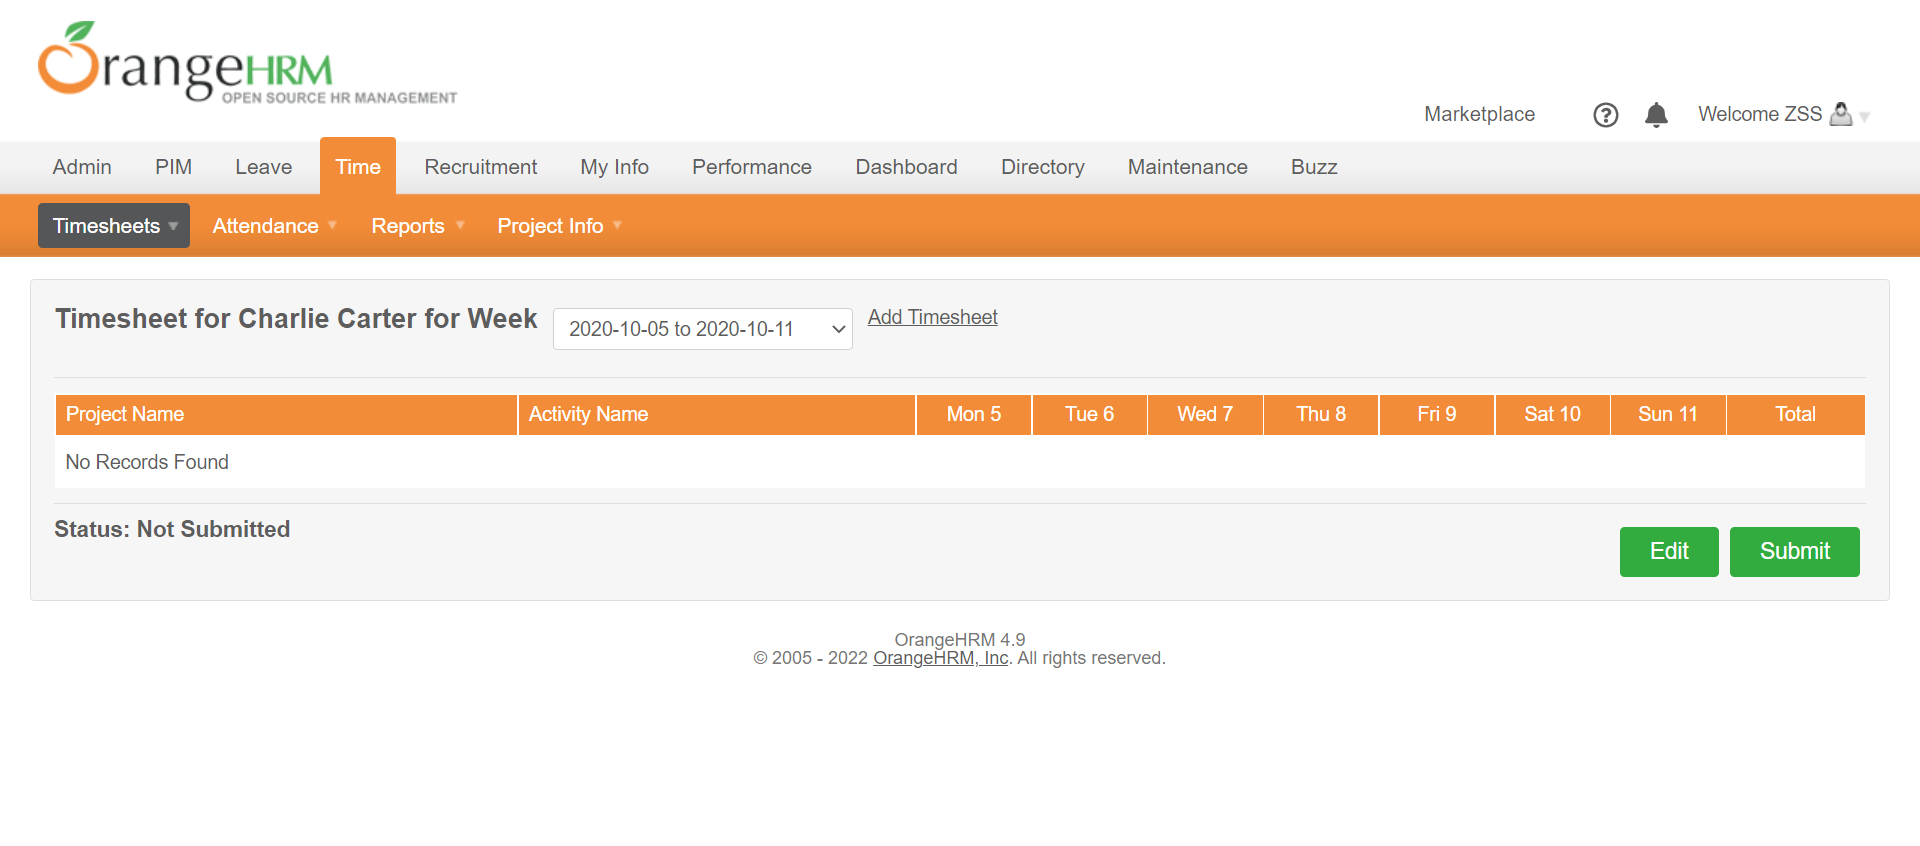 OrangeHRM
OPEN SOURCE HR MANAGEMENT
Marketplace
Welcome ZSS
Admin PIM Leave Time Recruitment My Info Performance Dashboard Directory Maintenance Buzz
Timesheets Attendance Reports Project Info
Timesheet for Charlie Carter for Week 2020-10-05 to 2020-10-11 Add Timesheet
Project Name Activity Name Mon 5 Tue 6 Wed 7 Thu 8 Fri 9 Sat 10 Sun 11 Total
No Records Found
Status: Not Submitted
Edit Submit
OrangeHRM 4.9
© 2005 - 2022 OrangeHRM, Inc. All rights reserved.